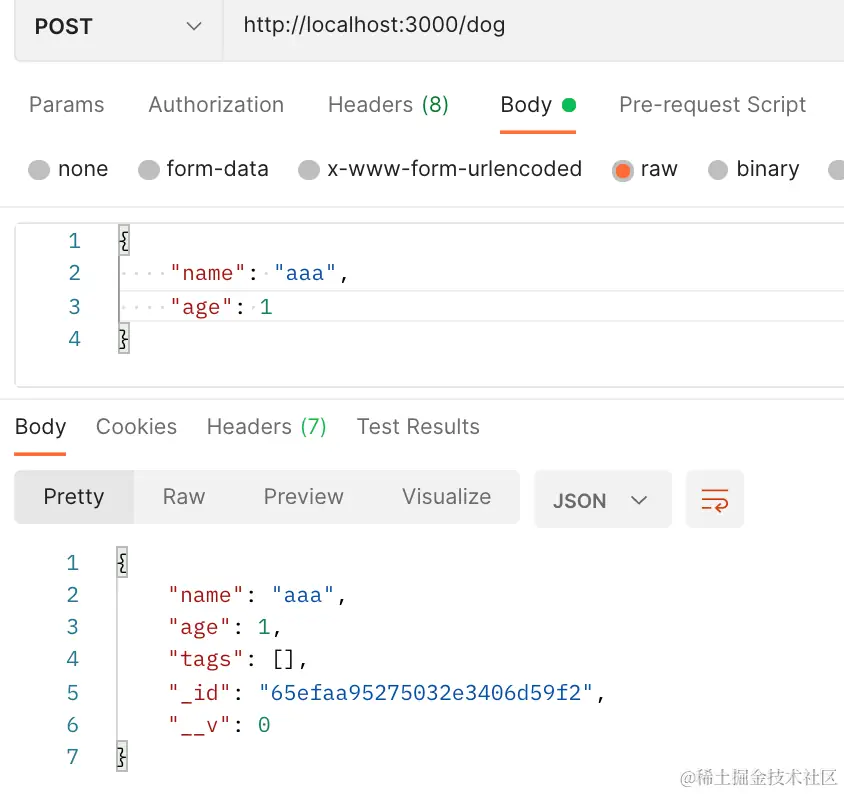 POST http://localhost:3000/dog
Params Authorization Headers (8) Body Pre-request Script
none form-data x-www-form-urlencoded raw binary
1 {
2 "name": "aaa",
3 "age": 1
4 }
Body Cookies Headers (7) Test Results
Pretty Raw Preview Visualize JSON
1 {
2 "name": "aaa",
3 "age": 1,
4 "tags": [],
5 "_id": "65efaa95275032e3406d59f2",
6 "__v": 0
7 }
@稀土掘金技术社区